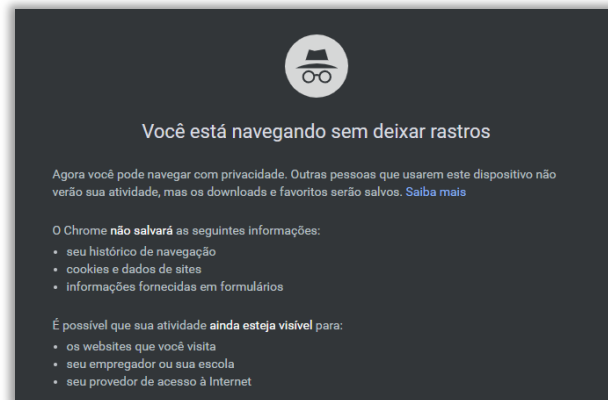 Você está navegando sem deixar rastros
Agora você pode navegar com privacidade. Outras pessoas que usarem este dispositivo não
verão sua atividade, mas os downloads e favoritos serão salvos. Saiba mais
O Chrome não salvará as seguintes informações:
• seu histórico de navegação
• cookies e dados de sites
• informações fornecidas em formulários
É possível que sua atividade ainda esteja visível para:
• os websites que você visita
• seu empregador ou sua escola
• seu provedor de acesso à Internet